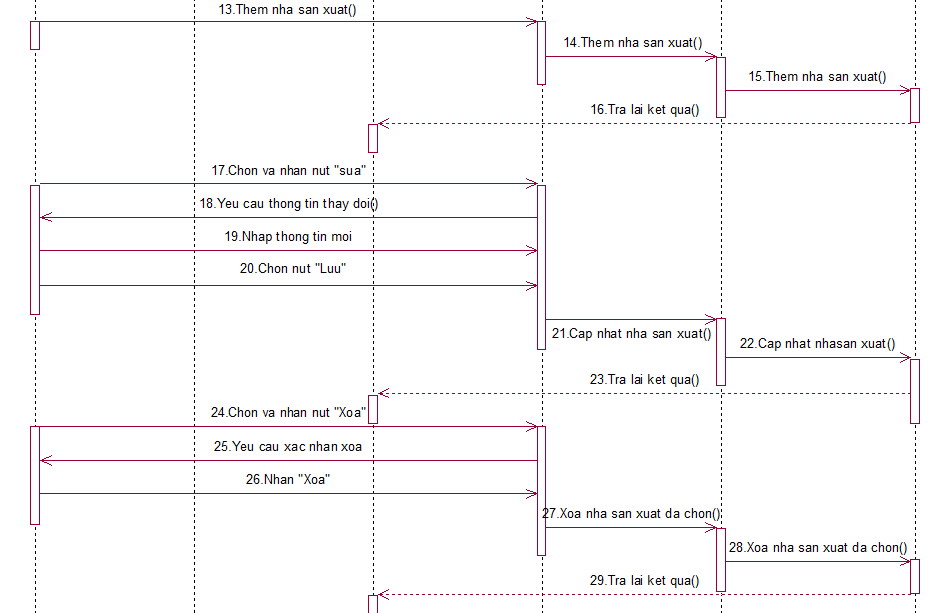 13.Them nha san xuat()
14.Them nha san xuat()
15.Them nha san xuat()
16.Tra lai ket qua()
17.Chon va nhan nut "sua"
18.Yeu cau thong tin thay doi()
19.Nhap thong tin moi
20.Chon nut "Luu"
21.Cap nhat nha san xuat()
22.Cap nhat nhasan xuat()
23.Tra lai ket qua()
24.Chon va nhan nut "Xoa"
25.Yeu cau xac nhan xoa
26.Nhan "Xoa"
27.Xoa nha san xuat da chon()
28.Xoa nha san xuat da chon()
29.Tra lai ket qua()